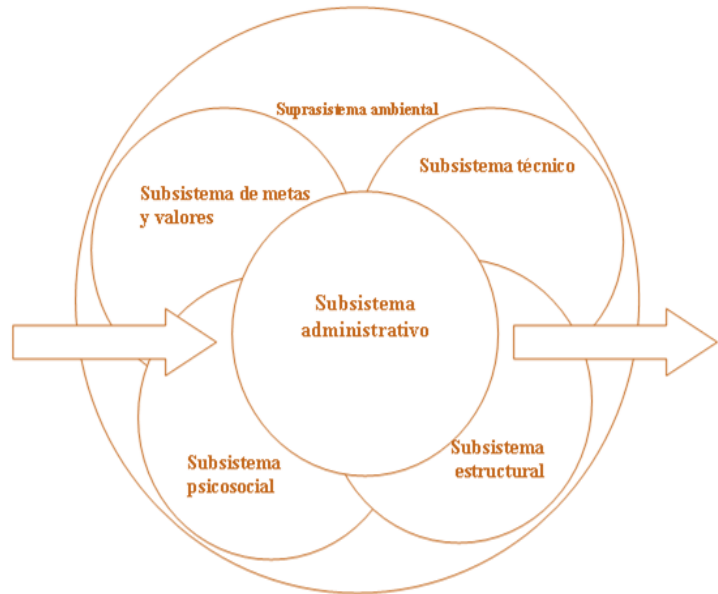 Suprasistema ambiental
Subsistema técnico
Subsistema de metas
y valores
Subsistema
administrativo
Subsistema
estructural
Subsistema
psicosocial